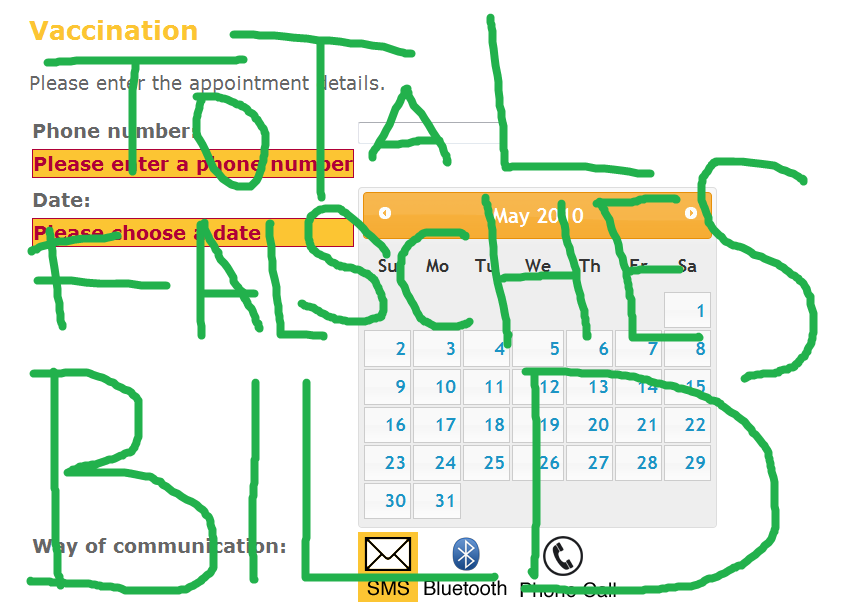 Vaccination
Please enter the appointment details.
Phone number:
Please enter a phone number
Date:
Please choose a date
May 2010
Su Mo Tu We Th Fr Sa
1
2 3 4 5 6 7 8
9 10 11 12 13 14 15
16 17 18 19 20 21 22
23 24 25 26 27 28 29
30 31
Way of communication:
SMS Bluetooth Phone Call
TOTAL
FALSCHES
BILD